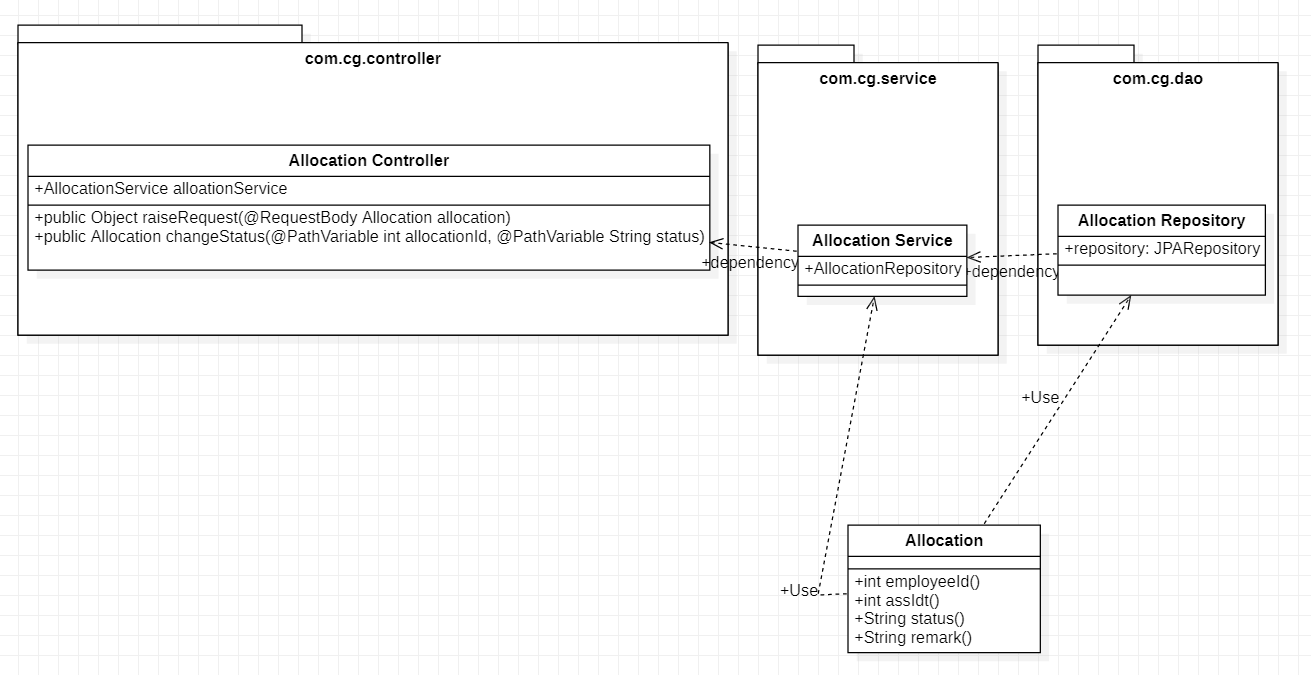 com.cg.controller
Allocation Controller
+AllocationService alloationService
+public Object raiseRequest(@RequestBody Allocation allocation)
+public Allocation changeStatus(@PathVariable int allocationId, @PathVariable String status)
+dependency
com.cg.service
Allocation Service
+AllocationRepository
+dependency
com.cg.dao
Allocation Repository
+repository: JPARepository
+Use
+Use
Allocation
+int employeeId()
+int assIdt()
+String status()
+String remark()